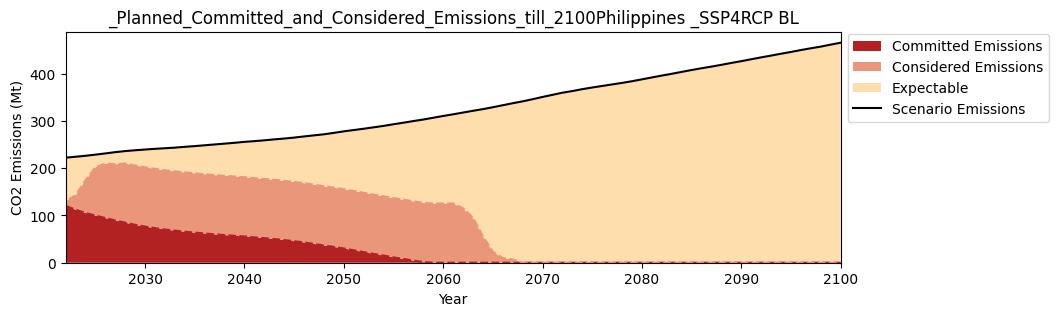 _Planned_Committed_and_Considered_Emissions_till_2100Philippines _SSP4RCP BL
CO2 Emissions (Mt)
400
300
200
100
0
2030 2040 2050 2060 2070 2080 2090 2100
Year
Committed Emissions
Considered Emissions
Expectable
Scenario Emissions